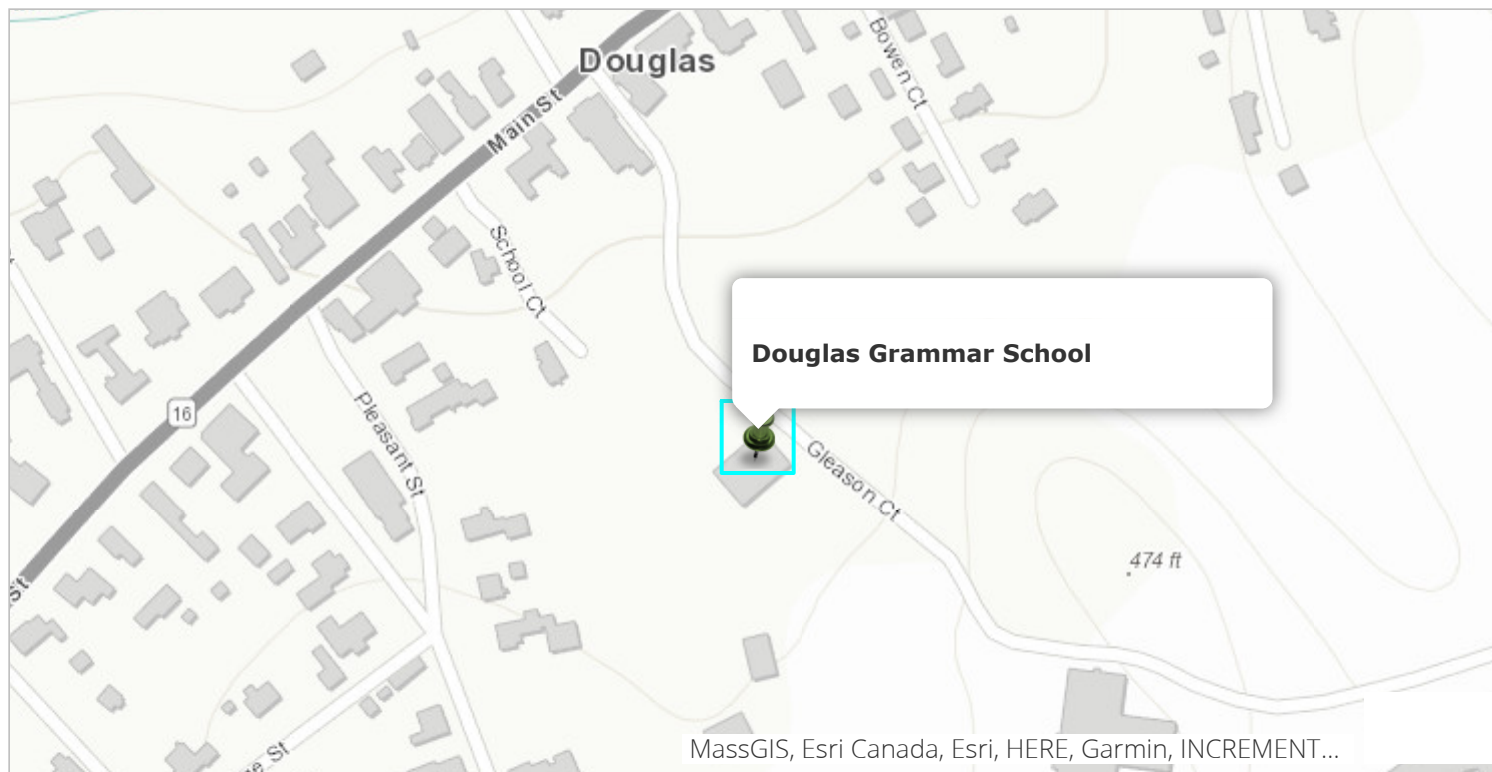 Douglas
Bowen Ct
Main St
School Ct
Douglas Grammar School
16
Pleasant St
Gleason Ct
474 ft
St
St
MassGIS, Esri Canada, Esri, HERE, Garmin, INCREMENT...